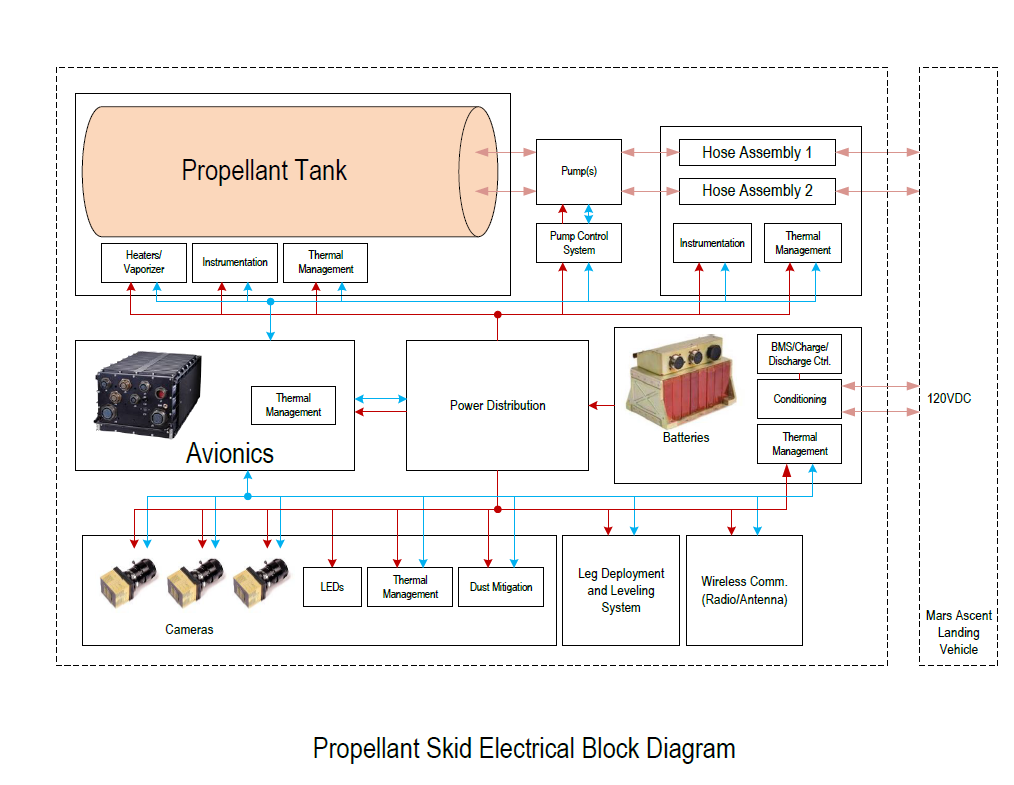 Propellant Tank
Heaters/
Vaporizer
Instrumentation
Thermal
Management
Pump(s)
Pump Control
System
Hose Assembly 1
Hose Assembly 2
Instrumentation
Thermal
Management
Thermal
Management
Avionics
Power Distribution
Batteries
BMS/Charge/
Discharge Ctrl.
Conditioning
Thermal
Management
120VDC
Cameras
LEDs
Thermal
Management
Dust Mitigation
Leg Deployment
and Leveling
System
Wireless Comm.
(Radio/Antenna)
Mars Ascent
Landing
Vehicle
Propellant Skid Electrical Block Diagram